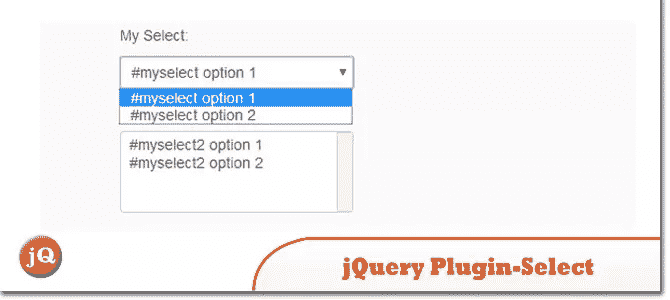 My Select:
#myselect option 1
#myselect option 1
#myselect option 2
#myselect2 option 1
#myselect2 option 2
jQ
jQuery Plugin-Select